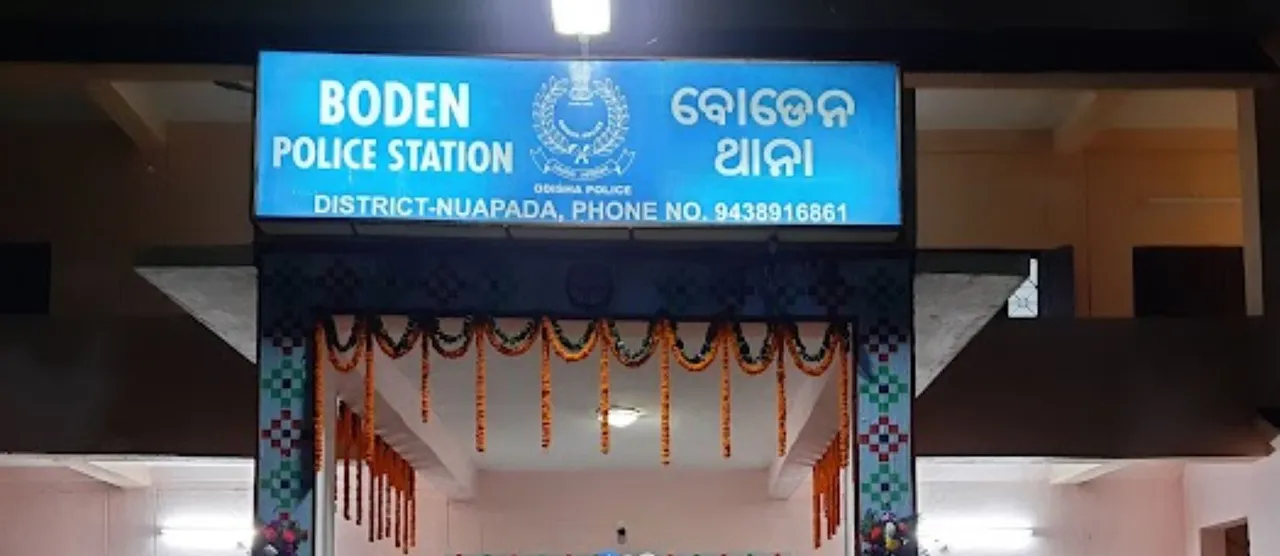 BODEN
POLICE STATION
ODISHA POLICE
ବୋଡେନ
ଥାନା
DISTRICT-NUAPADA, PHONE NO. 9438916861